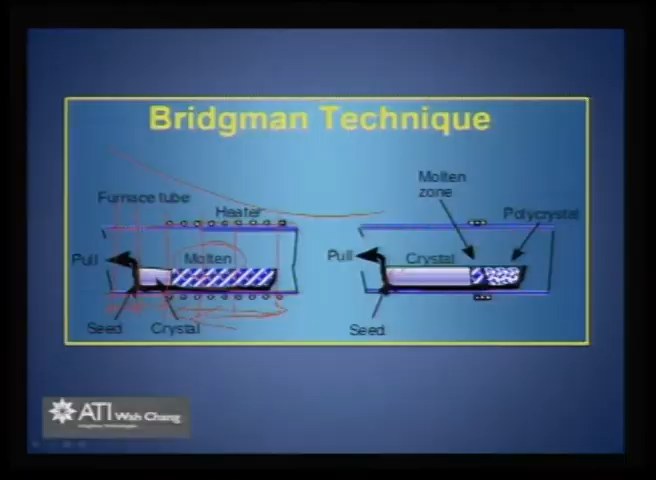 Bridgman Technique
Furnace tube
Heater
Pull
Molten
Seed
Crystal
Molten
zone
Polycrystal
Pull
Crystal
Seed
ATI Wah Chang